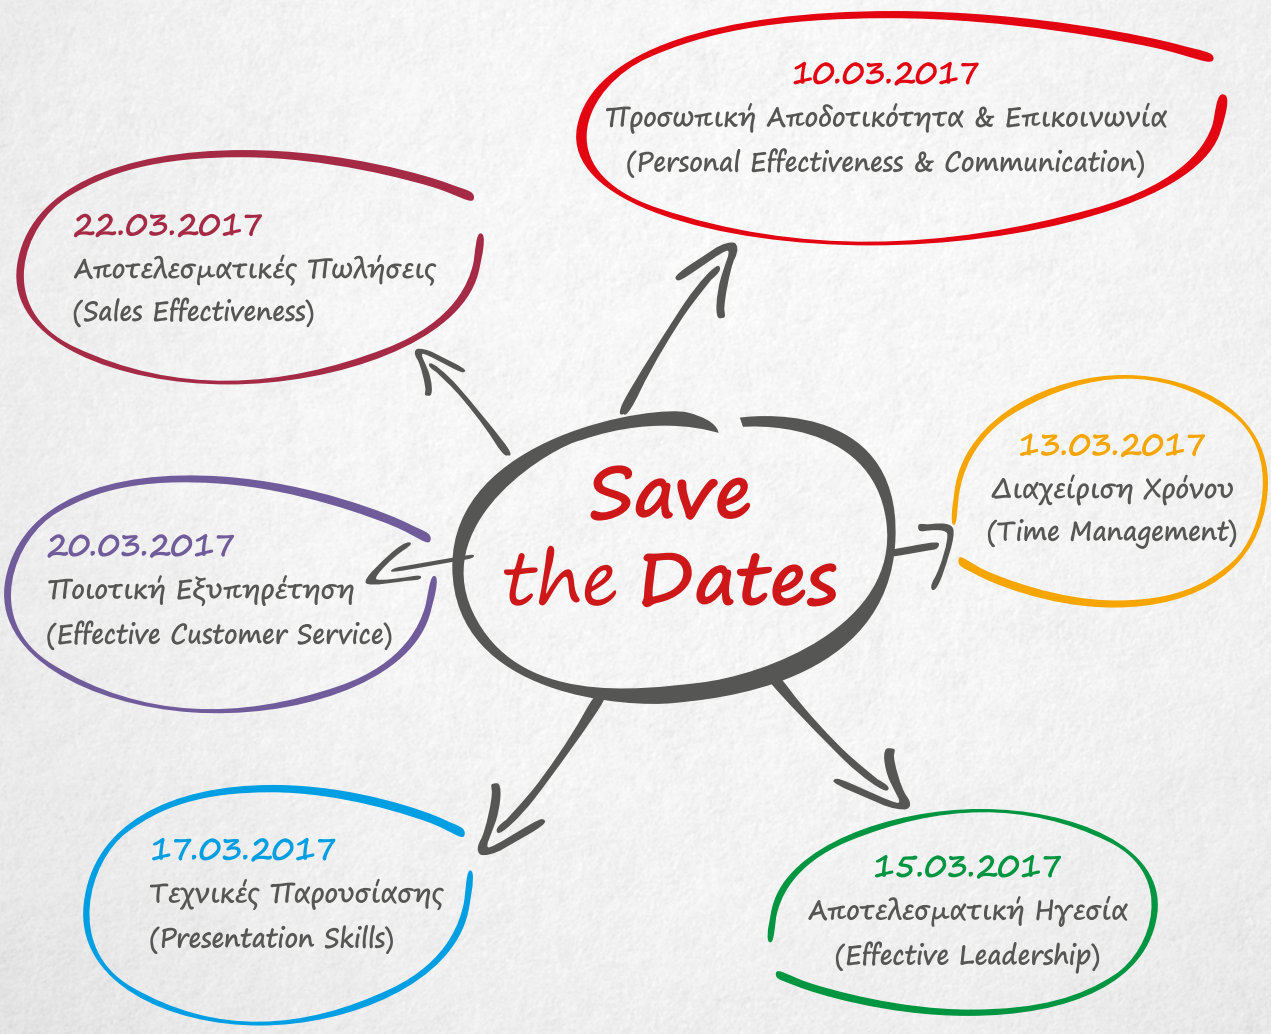 10.03.2017
Προσωπική Αποδοτικότητα & Επικοινωνία
(Personal Effectiveness & Communication)
22.03.2017
Αποτελεσματικές Πωλήσεις
(Sales Effectiveness)
13.03.2017
Διαχείριση Χρόνου
(Time Management)
Save
the Dates
20.03.2017
Ποιοτική Εξυπηρέτηση
(Effective Customer Service)
17.03.2017
Τεχνικές Παρουσίασης
(Presentation Skills)
15.03.2017
Αποτελεσματική Ηγεσία
(Effective Leadership)